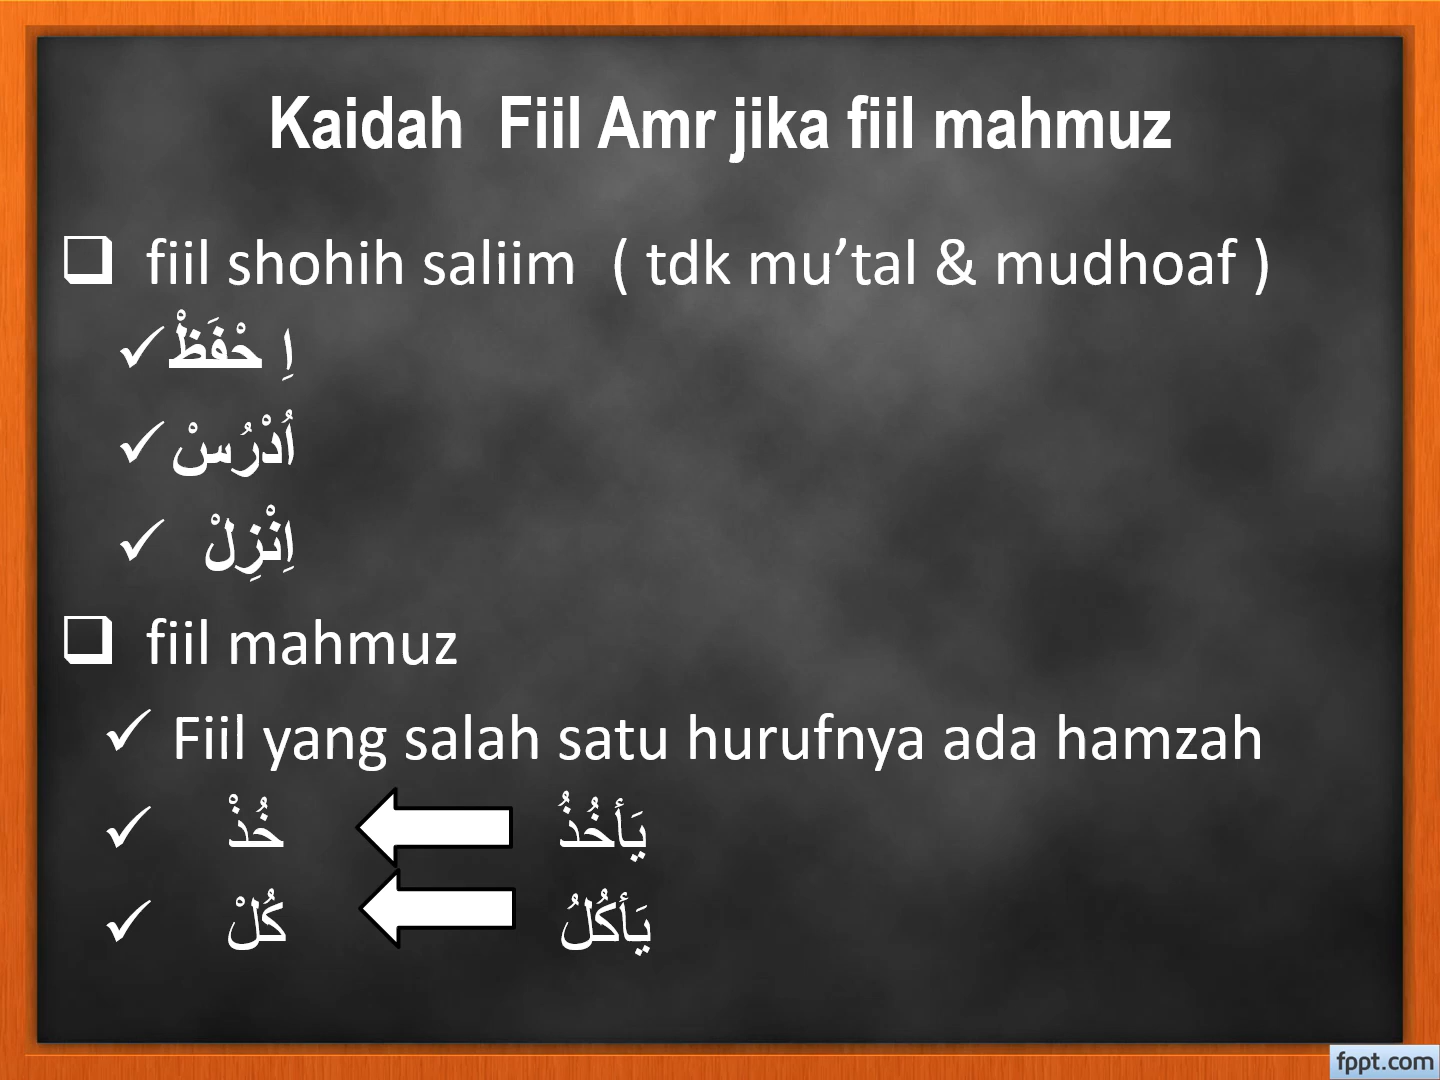 Kaidah Fiil Amr jika fiil mahmuz
fiil shohih saliim ( tdk mu’tal & mudhoaf )
اِ حْفَظْ
اُدْرُسْ
اِنْزِلْ
fiil mahmuz
Fiil yang salah satu hurufnya ada hamzah
يَأخُذُ خُذْ
يَأكُلُ كُلْ
fppt.com